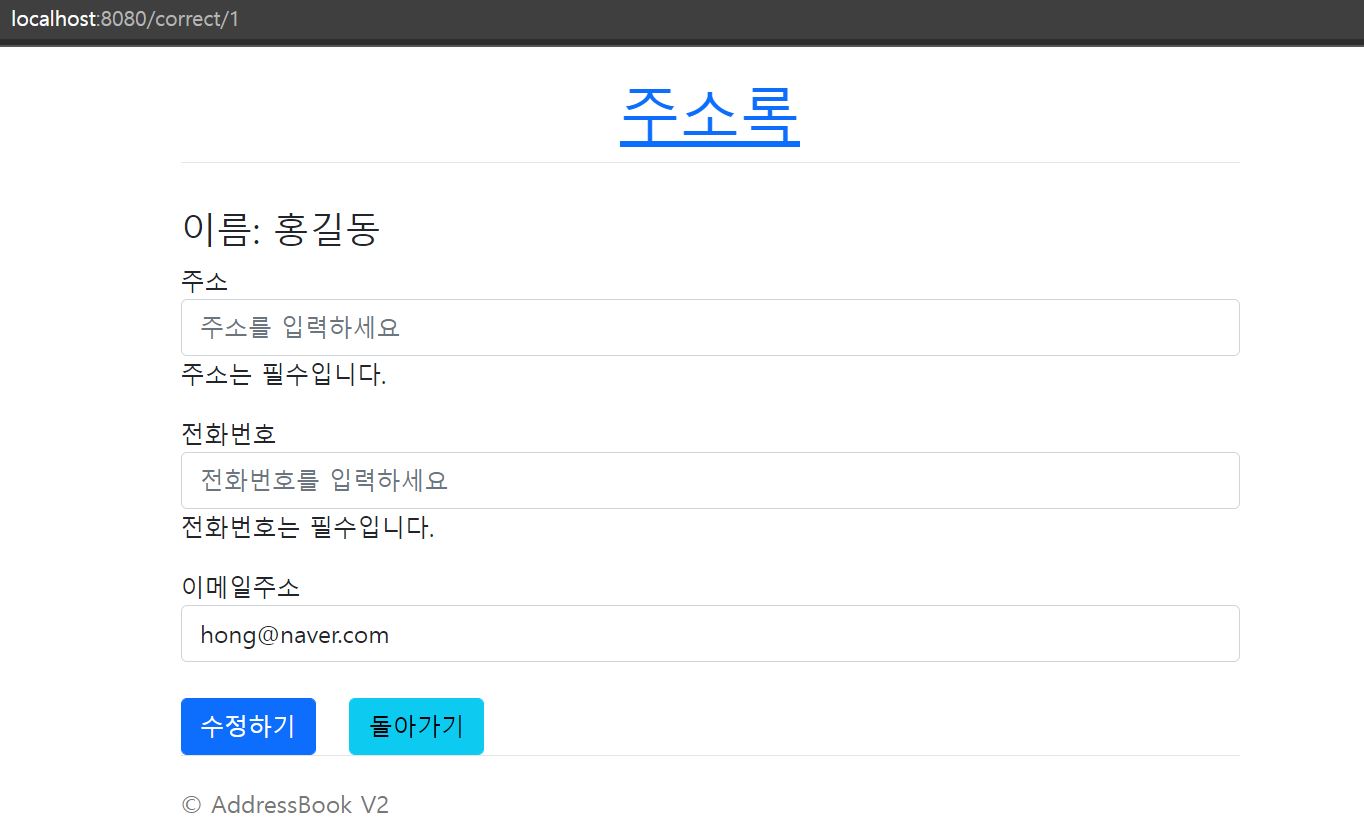 localhost:8080/correct/1
주소록
이름: 홍길동
주소
주소를 입력하세요
주소는 필수입니다.
전화번호
전화번호를 입력하세요
전화번호는 필수입니다.
이메일주소
hong@naver.com
수정하기 돌아가기
© AddressBook V2